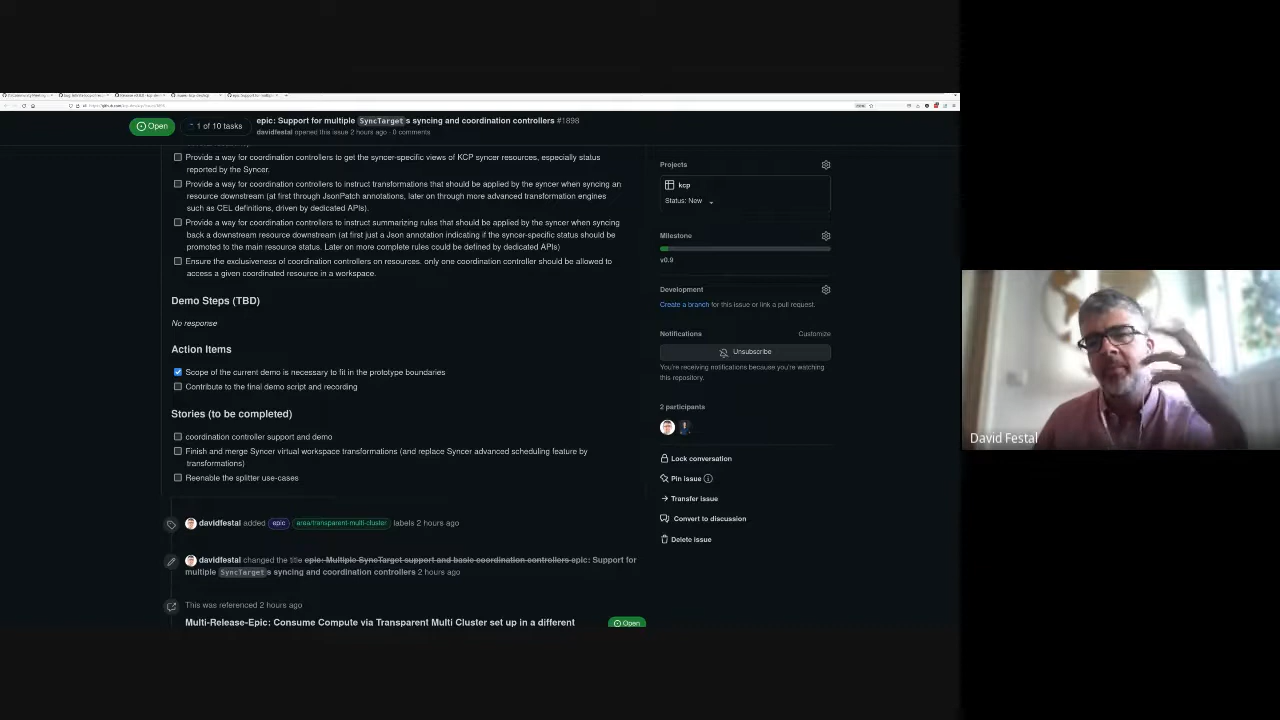 Open
1 of 10 tasks
epic: Support for multiple SyncTarget s syncing and coordination controllers #1898
davidfestal opened this issue 2 hours ago · 0 comments
Provide a way for coordination controllers to get the syncer-specific views of KCP syncer resources, especially status
reported by the Syncer.
Provide a way for coordination controllers to instruct transformations that should be applied by the syncer when syncing an
resource downstream (at first through JsonPatch annotations, later on through more advanced transformation engines
such as CEL definitions, driven by dedicated APIs).
Provide a way for coordination controllers to instruct summarizing rules that should be applied by the syncer when syncing
back a downstream resource downstream (at first just a Json annotation indicating if the syncer-specific status should be
promoted to the main resource status. Later on more complete rules could be defined by dedicated APIs)
Ensure the exclusiveness of coordination controllers on resources. only one coordination controller should be allowed to
access a given coordinated resource in a workspace.
Demo Steps (TBD)
No response
Action Items
Scope of the current demo is necessary to fit in the prototype boundaries
Contribute to the final demo script and recording
Stories (to be completed)
coordination controller support and demo
Finish and merge Syncer virtual workspace transformations (and replace Syncer advanced scheduling feature by
transformations)
Reenable the splitter use-cases
davidfestal added epic area/transparent-multi-cluster labels 2 hours ago
davidfestal changed the title epic: Multiple SyncTarget support and basic coordination controllers epic: Support for
multiple SyncTarget s syncing and coordination controllers 2 hours ago
This was referenced 2 hours ago
Multi-Release-Epic: Consume Compute via Transparent Multi Cluster set up in a different
Open
Projects
kcp
Status: New
Milestone
v0.9
Development
Create a branch for this issue or link a pull request.
Notifications
Customize
Unsubscribe
You're receiving notifications because you're watching
this repository.
2 participants
Lock conversation
Pin issue
Transfer issue
Convert to discussion
Delete issue
David Festal